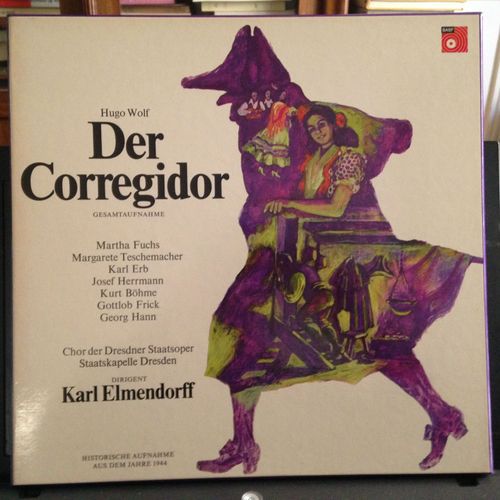 BASF
Hugo Wolf
Der
Corregidor
GESAMTAUFNAHME
Martha Fuchs
Margarete Teschemacher
Karl Erb
Josef Herrmann
Kurt Böhme
Gottlob Frick
Georg Hann
Chor der Dresdner Staatsoper
Staatskapelle Dresden
DIRIGENT
Karl Elmendorff
HISTORISCHE AUFNAHME
AUS DEM JAHRE 1944